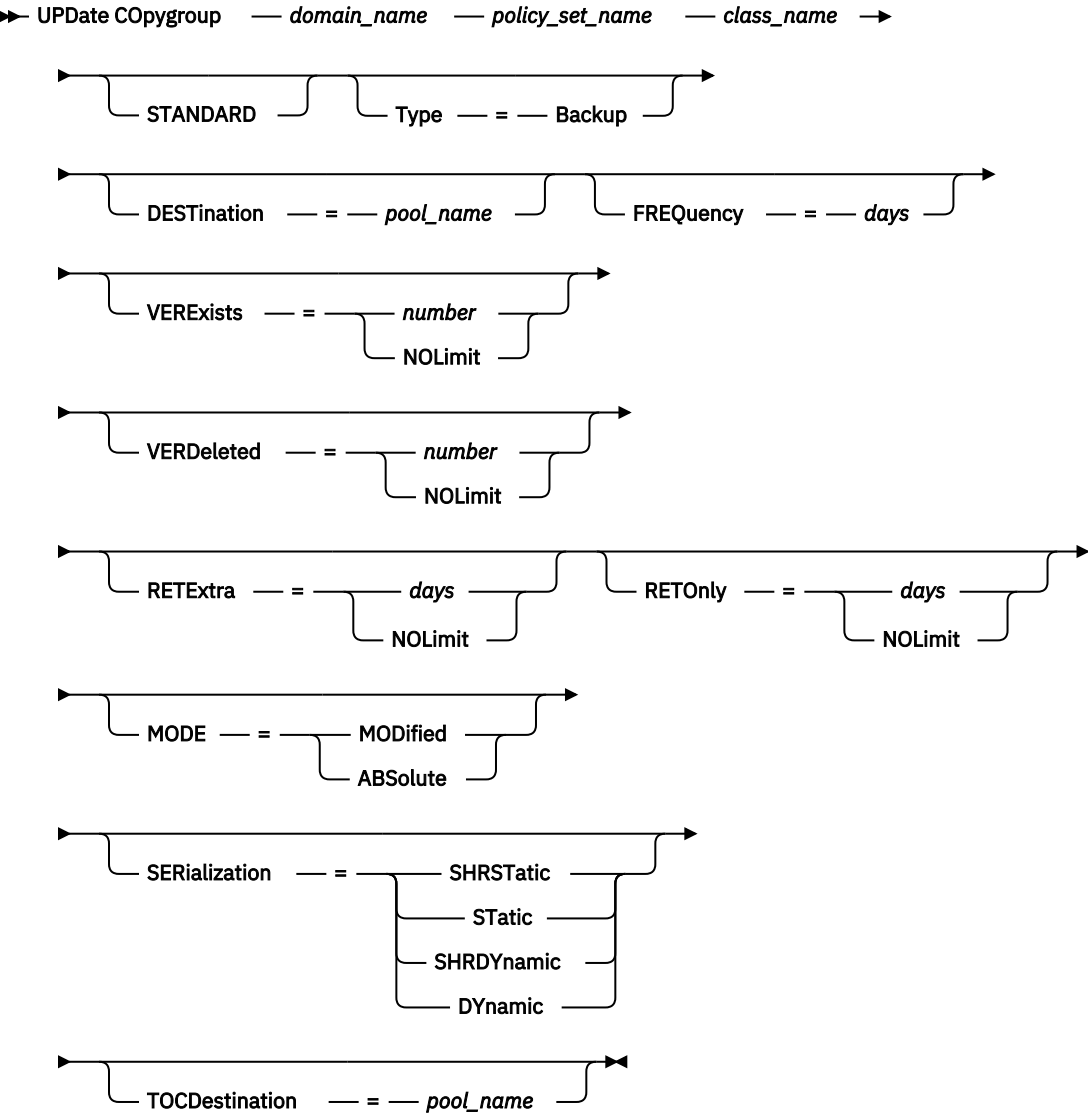 UPDate COpygroup domain_name policy_set_name class_name
STANDARD Type = Backup
DESTination = pool_name FREQuency = days
VERExists = number
NOLimit
VERDeleted = number
NOLimit
RETExtra = days RETOnly = days
NOLimit NOLimit
MODE = MODified
ABSolute
SERialization = SHRSTatic
STatic
SHRDYnamic
DYnamic
TOCDestination = pool_name